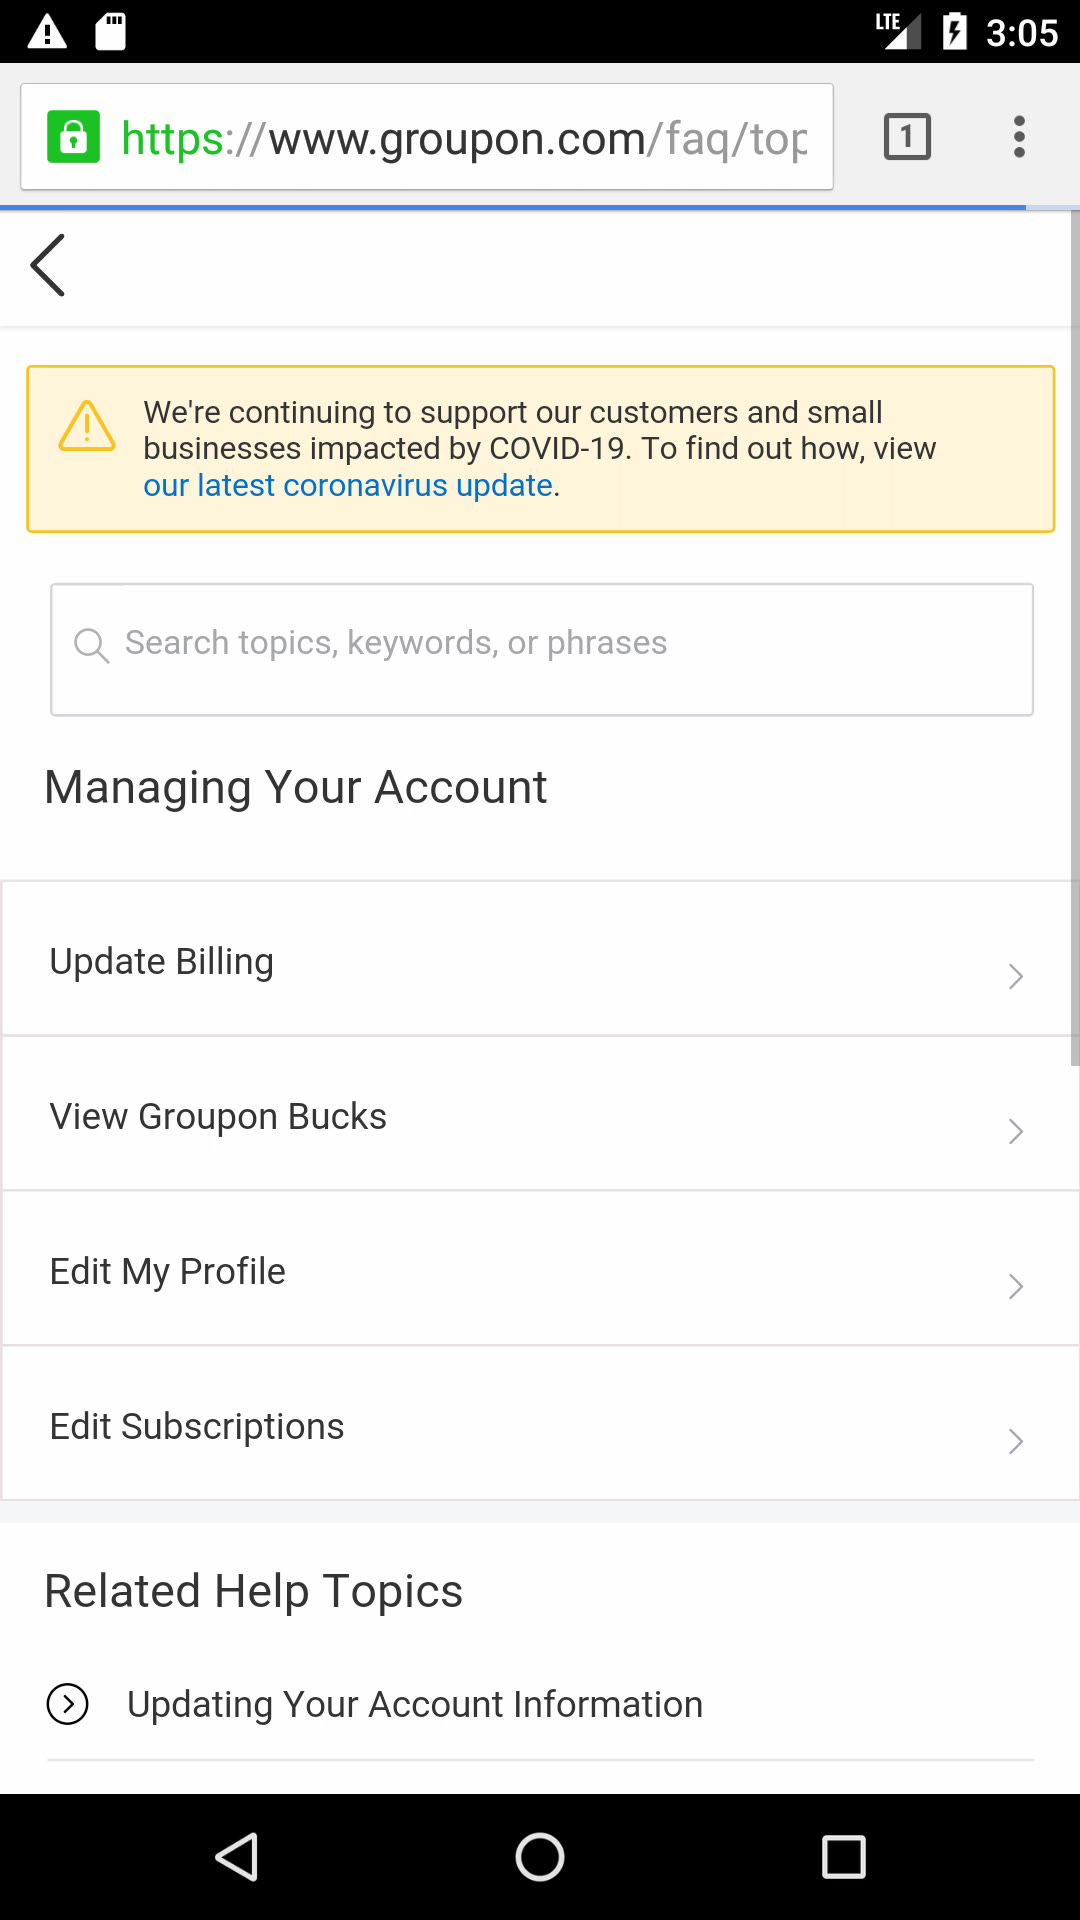 LTE 3:05
https://www.groupon.com/faq/top
1
We're continuing to support our customers and small
businesses impacted by COVID-19. To find out how, view
our latest coronavirus update.
Search topics, keywords, or phrases
Managing Your Account
Update Billing
View Groupon Bucks
Edit My Profile
Edit Subscriptions
Related Help Topics
Updating Your Account Information